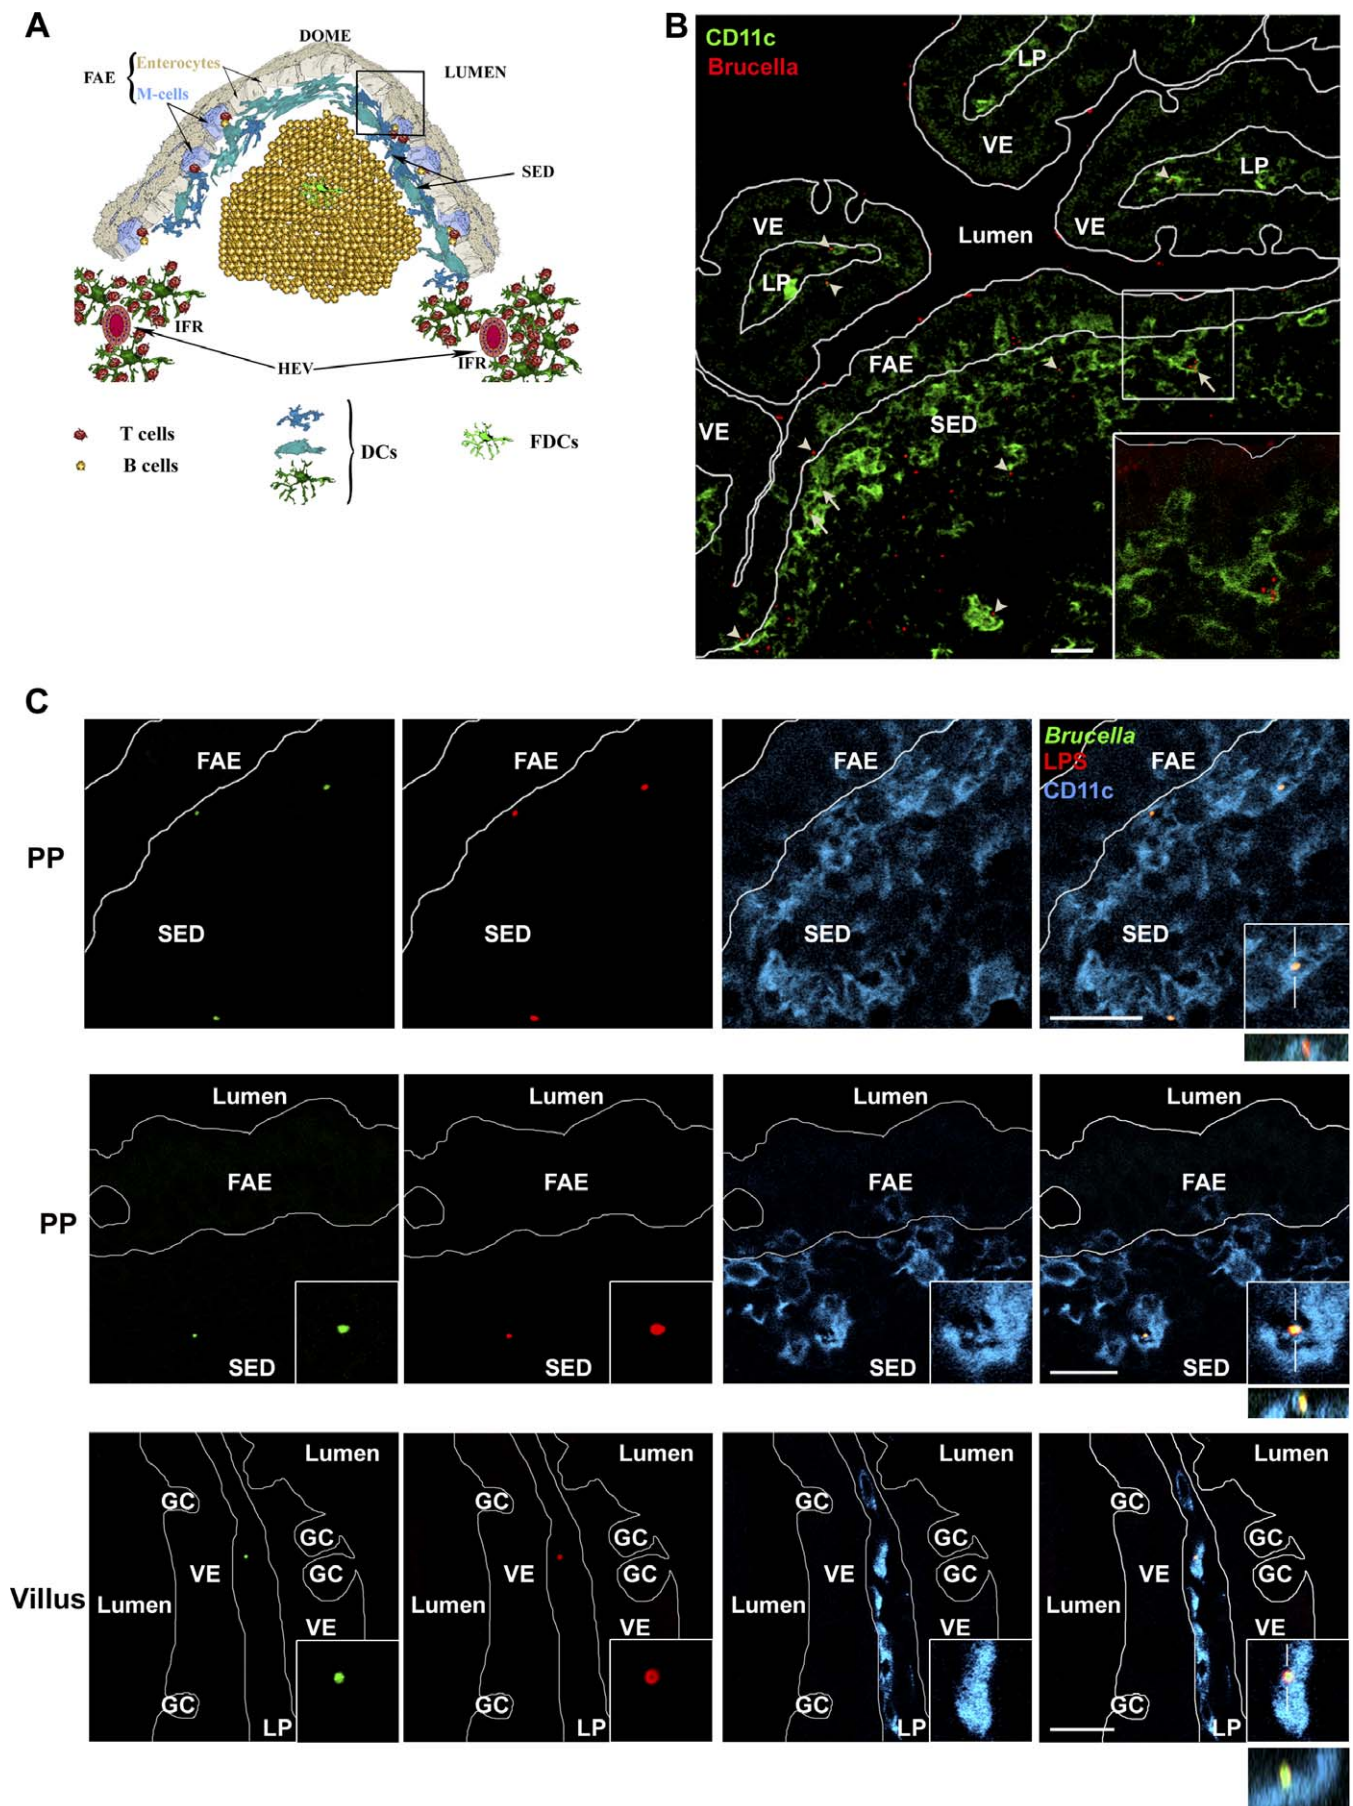 A
DOME
FAE { Enterocytes
M-cells
LUMEN
SED
IFR
HEV
IFR
T cells
B cells
DCs
FDCs
B
CD11c
Brucella
LP
VE
LP
VE
VE
Lumen
LP
FAE
VE
SED
C
PP
FAE
SED
FAE
SED
FAE
SED
Brucella
LPS
CD11c
FAE
SED
PP
Lumen
FAE
SED
Lumen
FAE
SED
Lumen
FAE
SED
Lumen
FAE
SED
Villus
Lumen
GC
GC
VE
GC
Lumen
VE
GC
LP
Lumen
GC
GC
VE
GC
Lumen
VE
GC
LP
Lumen
GC
GC
VE
GC
Lumen
VE
GC
LP
Lumen
GC
GC
VE
GC
Lumen
VE
GC
LP